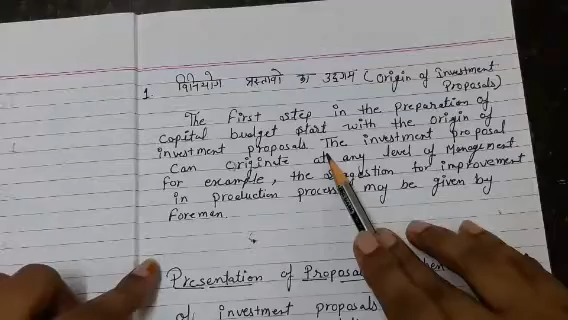 1 विनियोग प्रस्तावो का उद्गम (Origin of Investment
Proposals)
The first step in the preparation of
capital budget start with the origin of
investment proposals. The investment proposal
can originate at any level of Management
for example, the suggestion for improvement
in production process may be given by
foremen.
Presentation of Proposal
of investment proposals